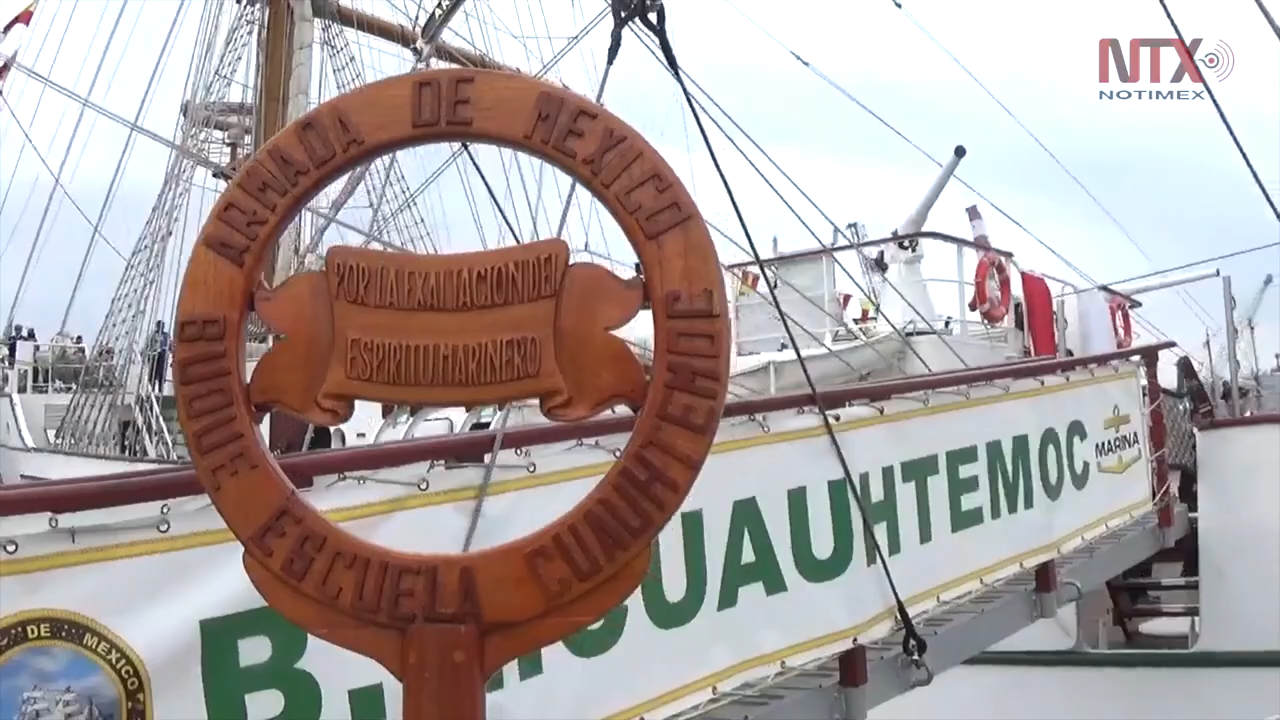 NTX
NOTIMEX
ARMADA DE MEXICO
POR LA EXALTACION DEL
ESPIRITU MARINERO
BUQUE ESCUELA CUAUHTEMOC
CUAUHTEMOC
MARINA
B.
DE MEXICO